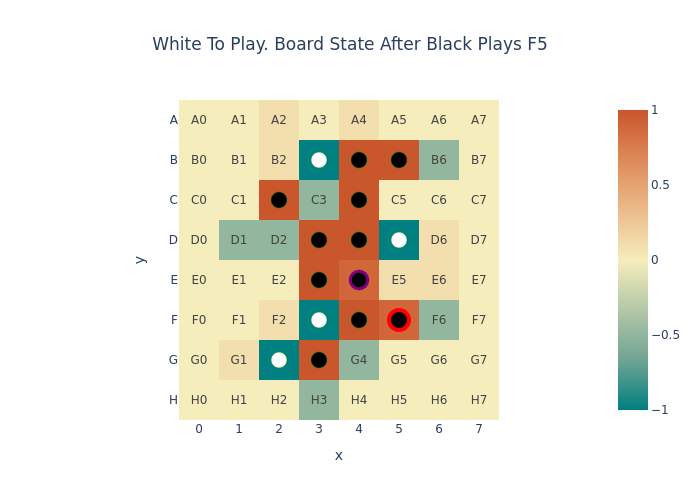 White To Play. Board State After Black Plays F5
A A0 A1 A2 A3 A4 A5 A6 A7
B B0 B1 B2 B6 B7
C C0 C1 C3 C5 C6 C7
D D0 D1 D2 D6 D7
E E0 E1 E2 E5 E6 E7
F F0 F1 F2 F6 F7
G G0 G1 G4 G5 G6 G7
H H0 H1 H2 H3 H4 H5 H6 H7
0 1 2 3 4 5 6 7
x
y
1
0.5
0
−0.5
−1